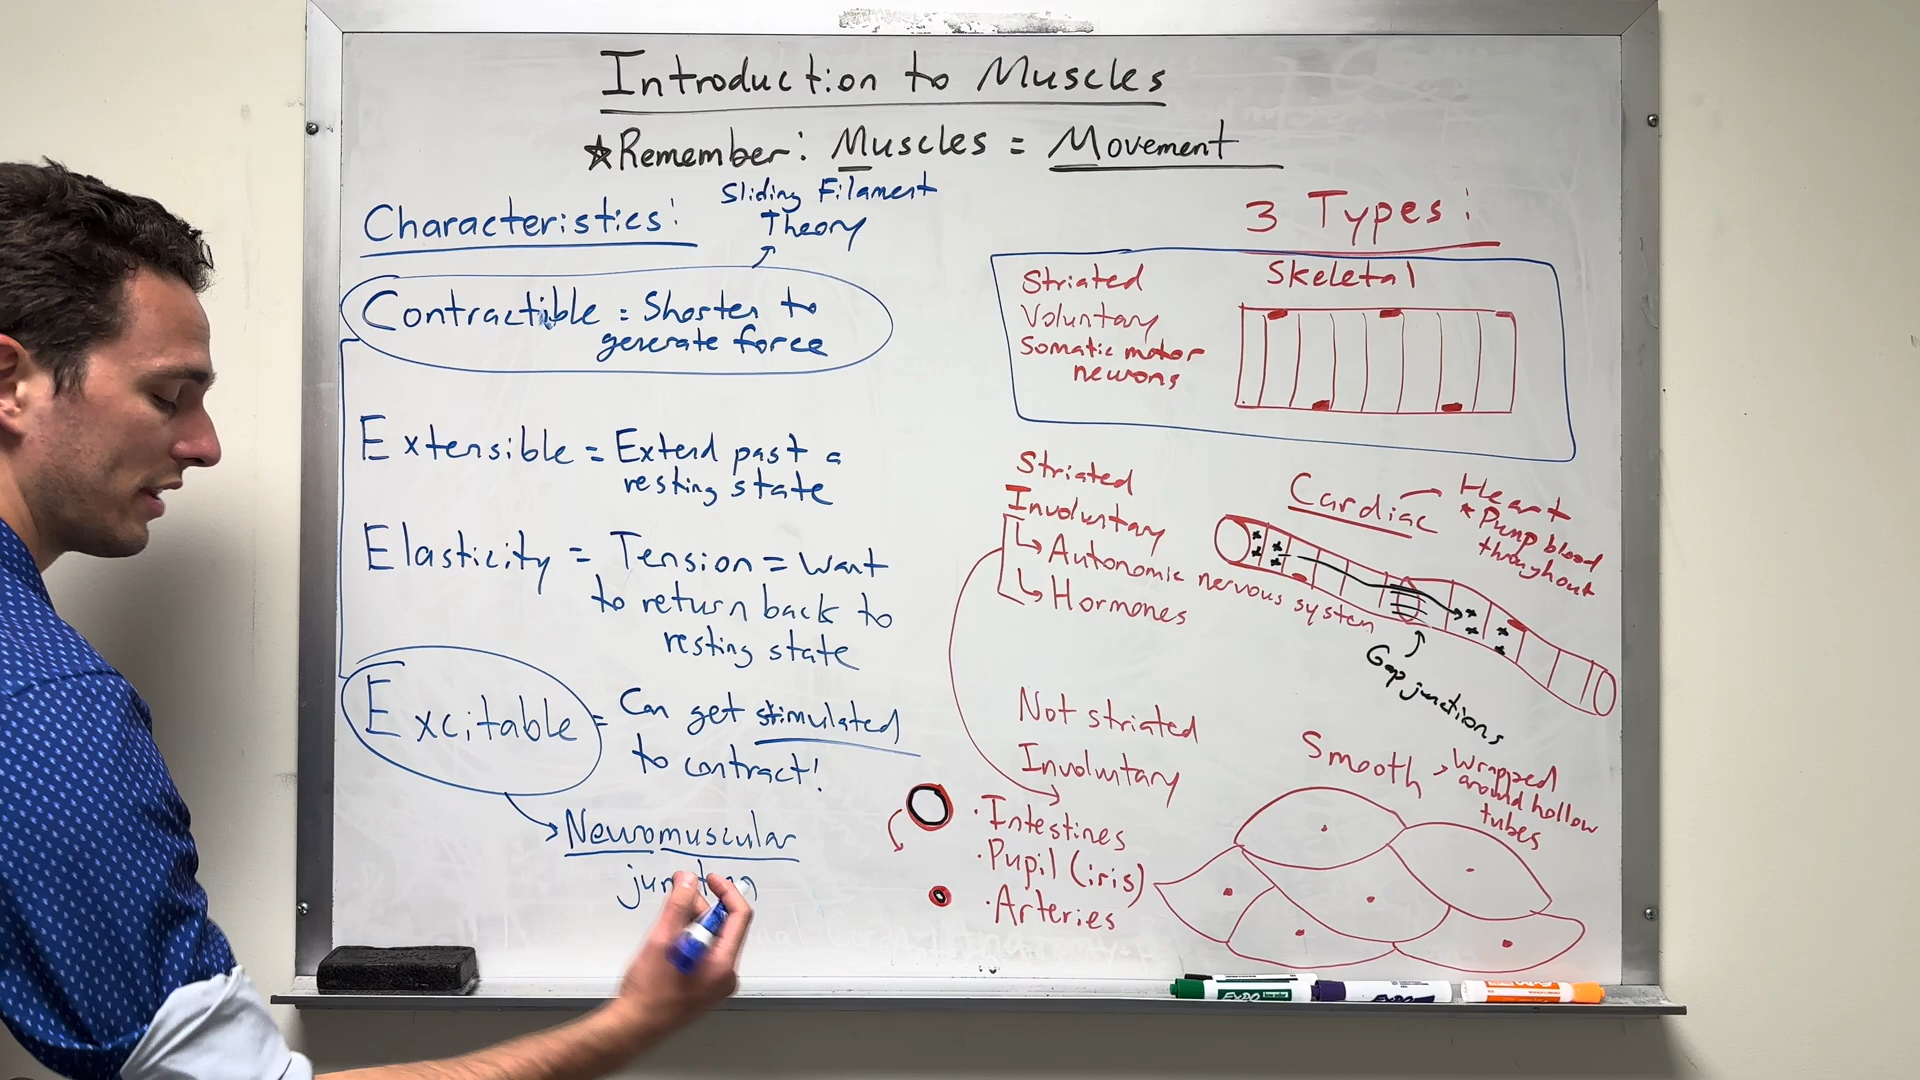 Introduction to Muscles
☆Remember: Muscles = Movement
Sliding Filament
Theory
Characteristics:
Contractible = Shorten to
generate force
Extensible = Extend past a
resting state
Elasticity = Tension = Want
to return back to
resting state
Excitable = Can get stimulated
to contract!
Neuromuscular
junction
3 Types:
Skeletal
Striated
Voluntary
Somatic motor
neurons
Cardiac
Heart
* Pump blood
throughout
Striated
Involuntary
Autonomic nervous system
Hormones
Gap junctions
Smooth
Wrapped
around hollow
tubes
Not striated
Involuntary
· Intestines
· Pupil (iris)
· Arteries
EXPO
EXPO